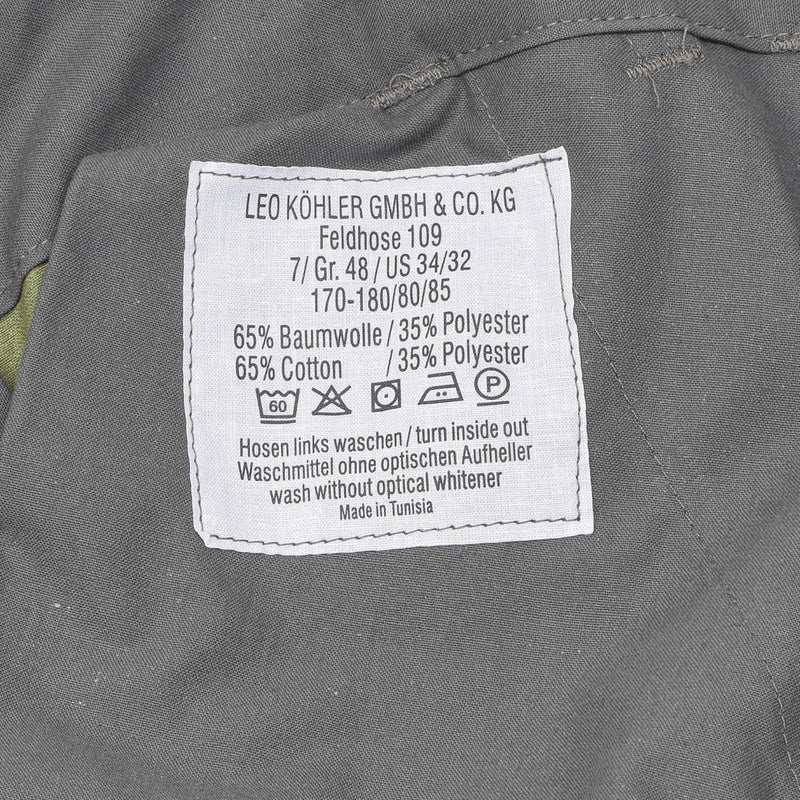 LEO KÖHLER GMBH & CO. KG
Feldhose 109
7/ Gr. 48 / US 34/32
170-180/80/85
65% Baumwolle / 35% Polyester
65% Cotton / 35% Polyester
60 P
Hosen links waschen / turn inside out
Waschmittel ohne optischen Aufheller
wash without optical whitener
Made in Tunisia